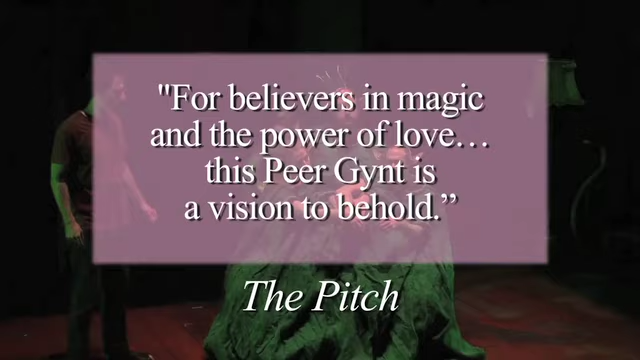 "For believers in magic
and the power of love…
this Peer Gynt is
a vision to behold.”
The Pitch